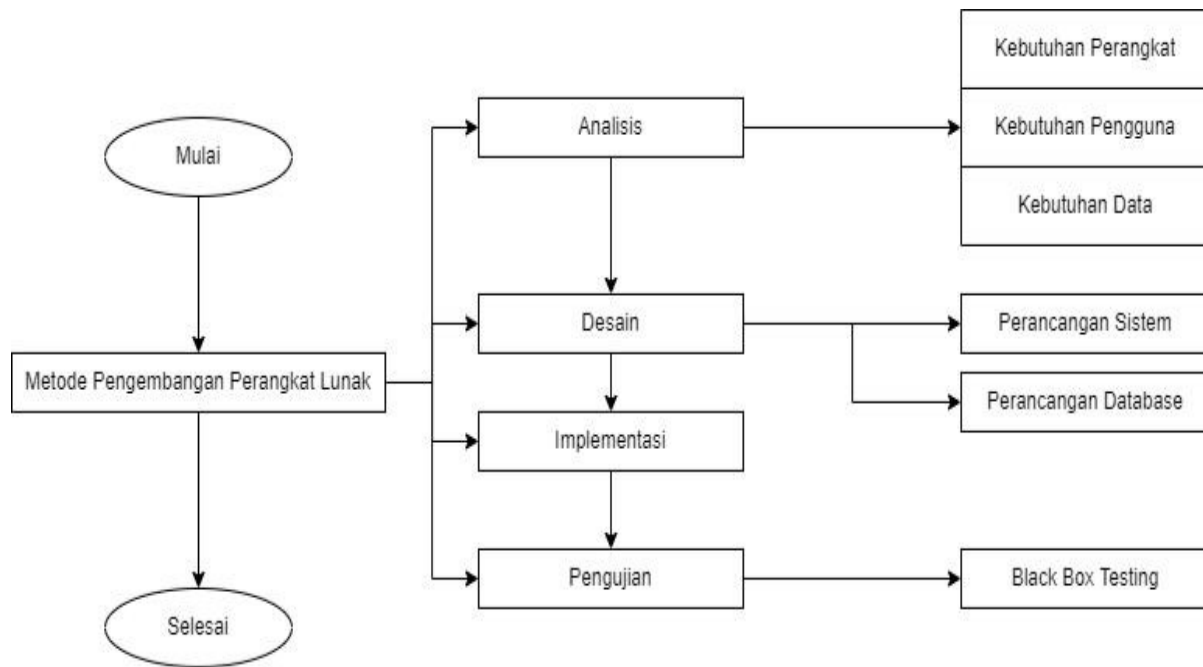 Mulai
Metode Pengembangan Perangkat Lunak
Selesai
Analisis
Desain
Implementasi
Pengujian
Kebutuhan Perangkat
Kebutuhan Pengguna
Kebutuhan Data
Perancangan Sistem
Perancangan Database
Black Box Testing